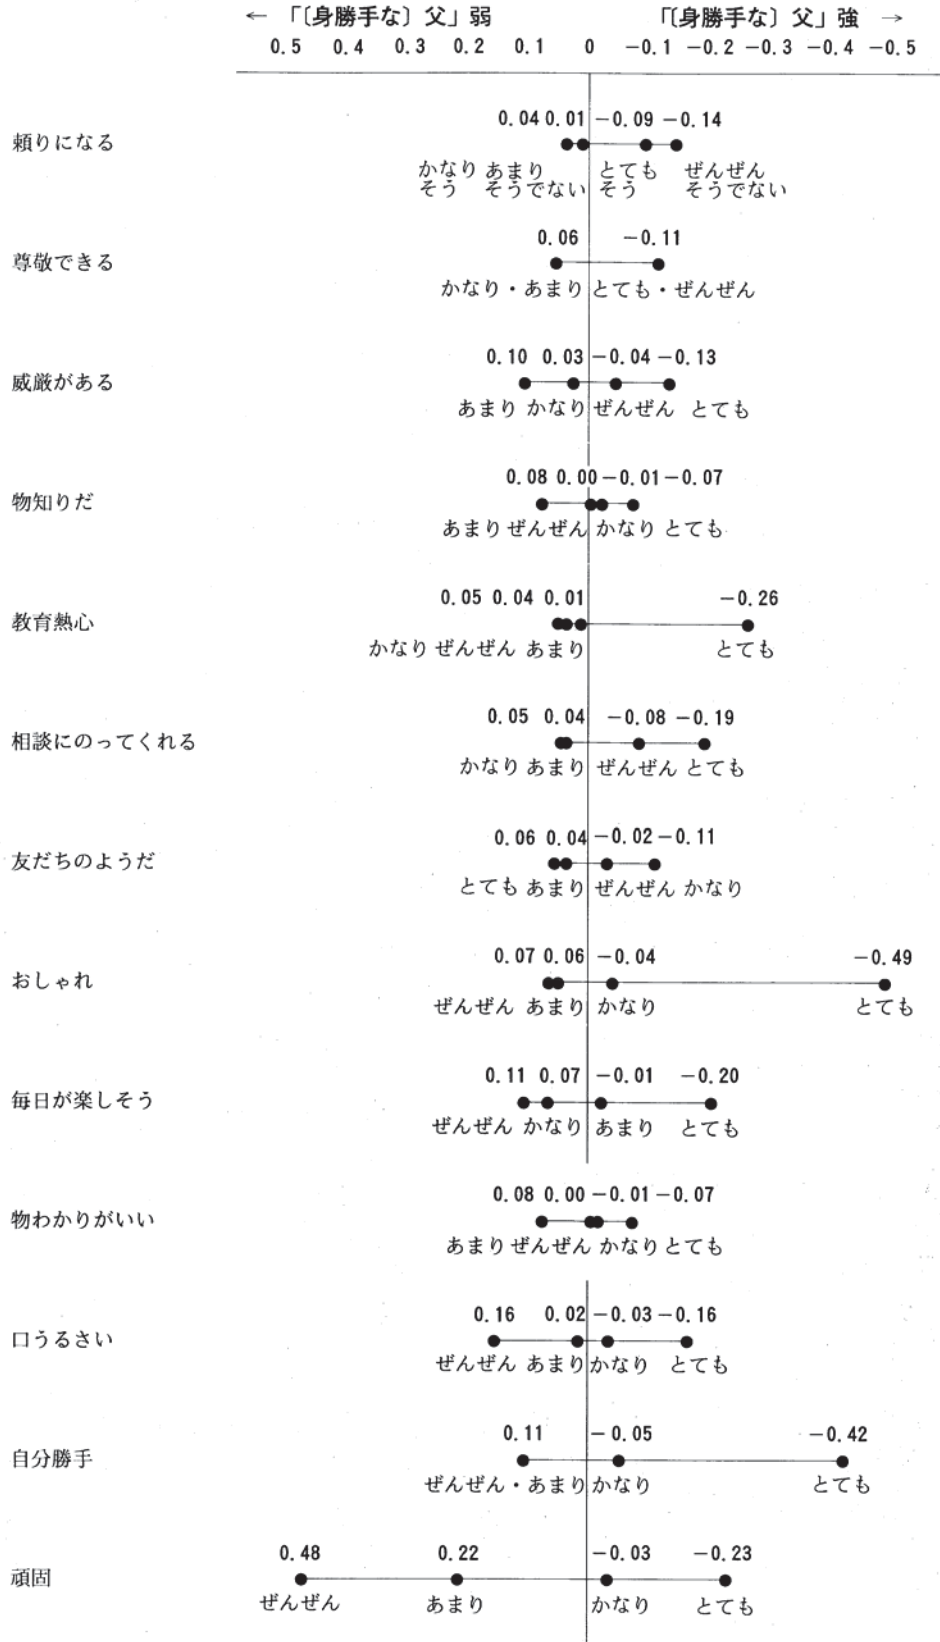 ← 「〔身勝手な〕父」弱 「〔身勝手な〕父」強 →
0.5 0.4 0.3 0.2 0.1 0 -0.1 -0.2 -0.3 -0.4 -0.5
0.04 0.01 -0.09 -0.14
頼りになる
かなり あまり とても ぜんぜん
そう そうでない そう そうでない
0.06 -0.11
尊敬できる
かなり・あまり とても・ぜんぜん
0.10 0.03 -0.04 -0.13
威厳がある
あまり かなり ぜんぜん とても
0.08 0.00 -0.01 -0.07
物知りだ
あまり ぜんぜん かなり とても
0.05 0.04 0.01 -0.26
教育熱心
かなり ぜんぜん あまり とても
0.05 0.04 -0.08 -0.19
相談にのってくれる
かなり あまり ぜんぜん とても
0.06 0.04 -0.02 -0.11
友だちのようだ
とても あまり ぜんぜん かなり
0.07 0.06 -0.04 -0.49
おしゃれ
ぜんぜん あまり かなり とても
0.11 0.07 -0.01 -0.20
毎日が楽しそう
ぜんぜん かなり あまり とても
0.08 0.00 -0.01 -0.07
物わかりがいい
あまり ぜんぜん かなり とても
0.16 0.02 -0.03 -0.16
口うるさい
ぜんぜん あまり かなり とても
0.11 -0.05 -0.42
自分勝手
ぜんぜん・あまり かなり とても
0.48 0.22 -0.03 -0.23
頑固
ぜんぜん あまり かなり とても